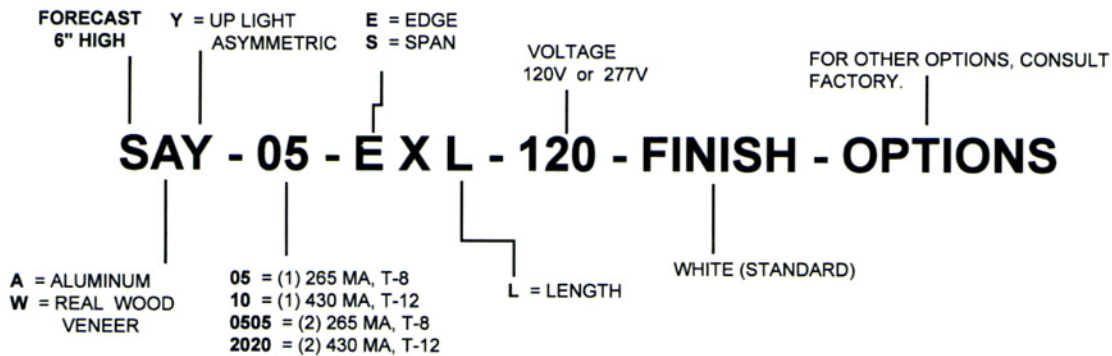 FORECAST
6" HIGH
Y = UP LIGHT
ASYMMETRIC
E = EDGE
S = SPAN
VOLTAGE
120V or 277V
FOR OTHER OPTIONS, CONSULT
FACTORY.
SAY - 05 - E X L - 120 - FINISH - OPTIONS
A = ALUMINUM
W = REAL WOOD
VENEER
05 = (1) 265 MA, T-8
10 = (1) 430 MA, T-12
0505 = (2) 265 MA, T-8
2020 = (2) 430 MA, T-12
L = LENGTH
WHITE (STANDARD)